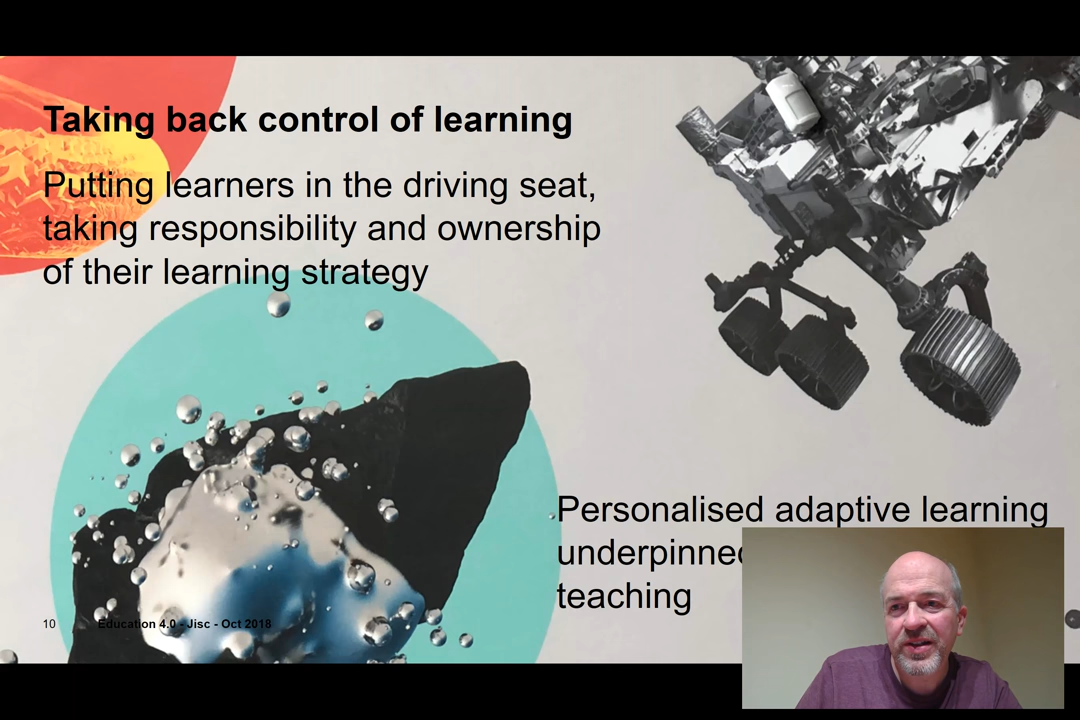 Taking back control of learning
Putting learners in the driving seat,
taking responsibility and ownership
of their learning strategy
Personalised adaptive learning
underpinned
teaching
10 Education 4.0 - Jisc - Oct 2018